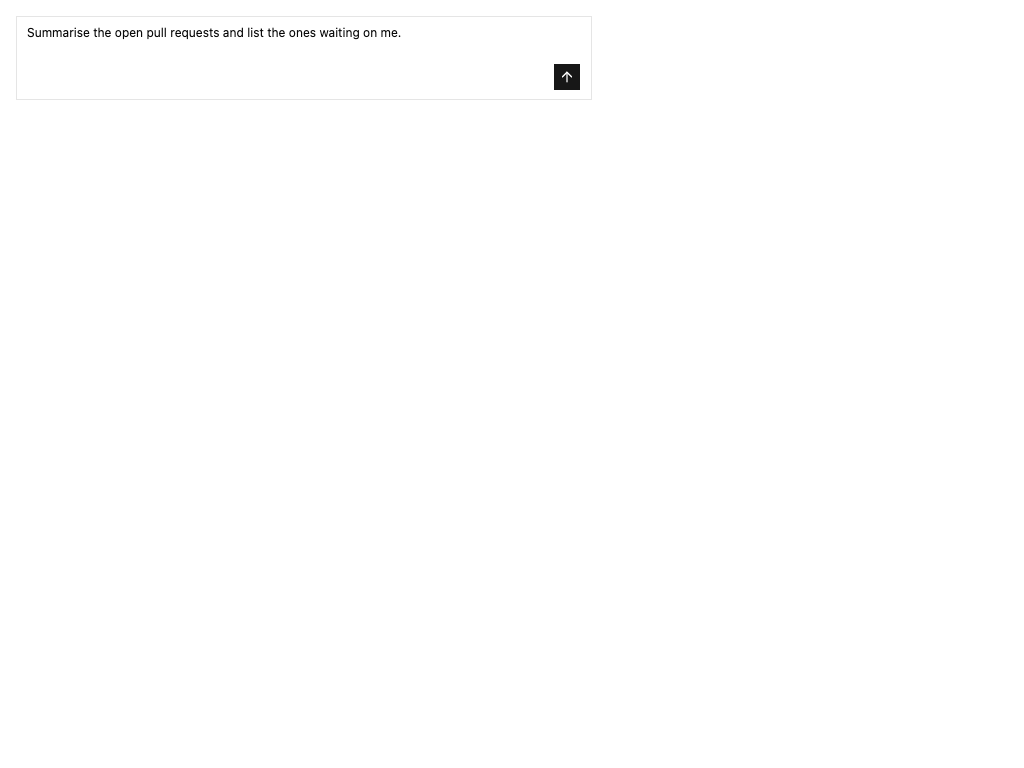 Summarise the open pull requests and list the ones waiting on me.